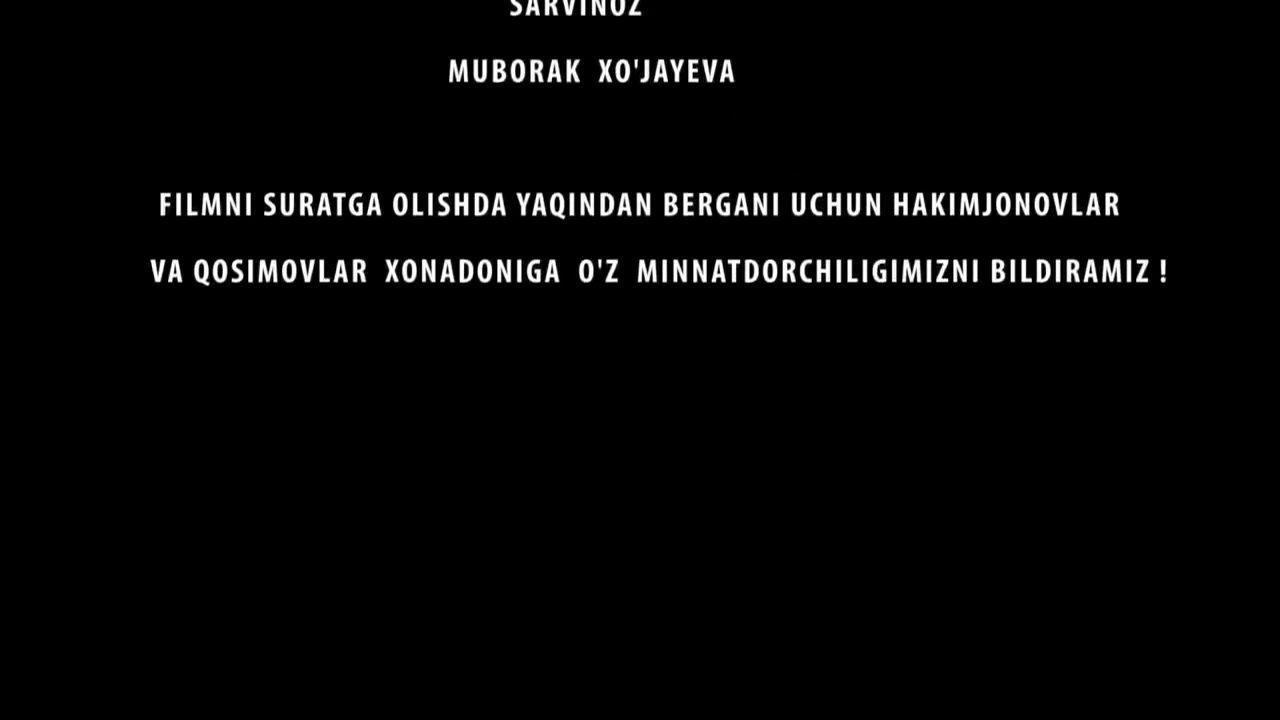 SARVINOZ
MUBORAK XO'JAYEVA
FILMNI SURATGA OLISHDA YAQINDAN BERGANI UCHUN HAKIMJONOVLAR
VA QOSIMOVLAR XONADONIGA O'Z MINNATDORCHILIGIMIZNI BILDIRAMIZ !